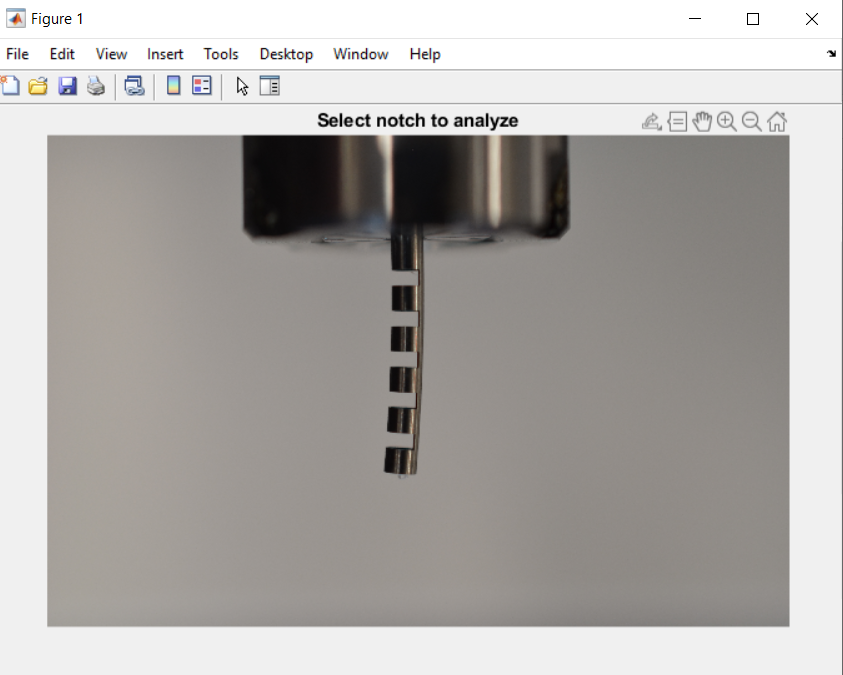 Figure 1
File Edit View Insert Tools Desktop Window Help
Select notch to analyze